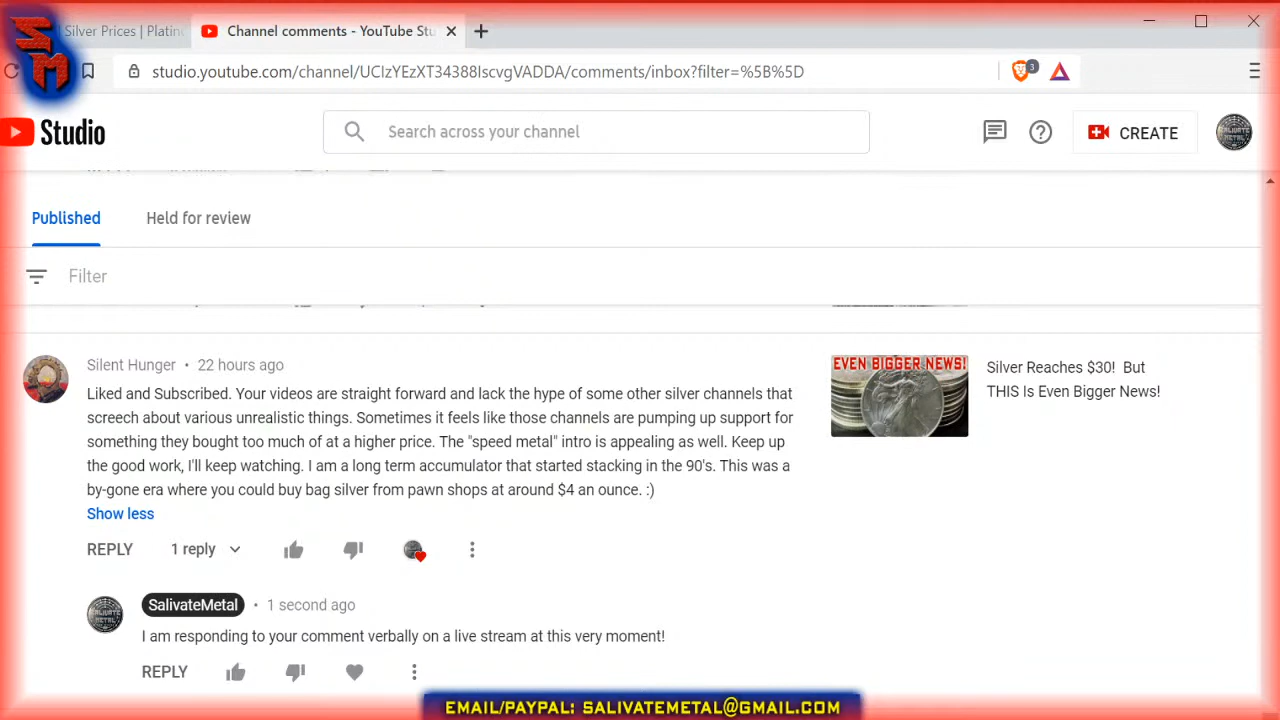 SM
Silver Prices | Platin
Channel comments - YouTube Stu
studio.youtube.com/channel/UCIzYEzXT34388IscvgVADDA/comments/inbox?filter=%5B%5D
3
Studio
Search across your channel
CREATE
Published
Held for review
Filter
Silent Hunger • 22 hours ago
Liked and Subscribed. Your videos are straight forward and lack the hype of some other silver channels that
screech about various unrealistic things. Sometimes it feels like those channels are pumping up support for
something they bought too much of at a higher price. The "speed metal" intro is appealing as well. Keep up
the good work, I'll keep watching. I am a long term accumulator that started stacking in the 90's. This was a
by-gone era where you could buy bag silver from pawn shops at around $4 an ounce. :)
Show less
REPLY
1 reply
EVEN BIGGER NEWS!
Silver Reaches $30! But
THIS Is Even Bigger News!
SalivateMetal • 1 second ago
I am responding to your comment verbally on a live stream at this very moment!
REPLY
EMAIL/PAYPAL: SALIVATEMETAL@GMAIL.COM